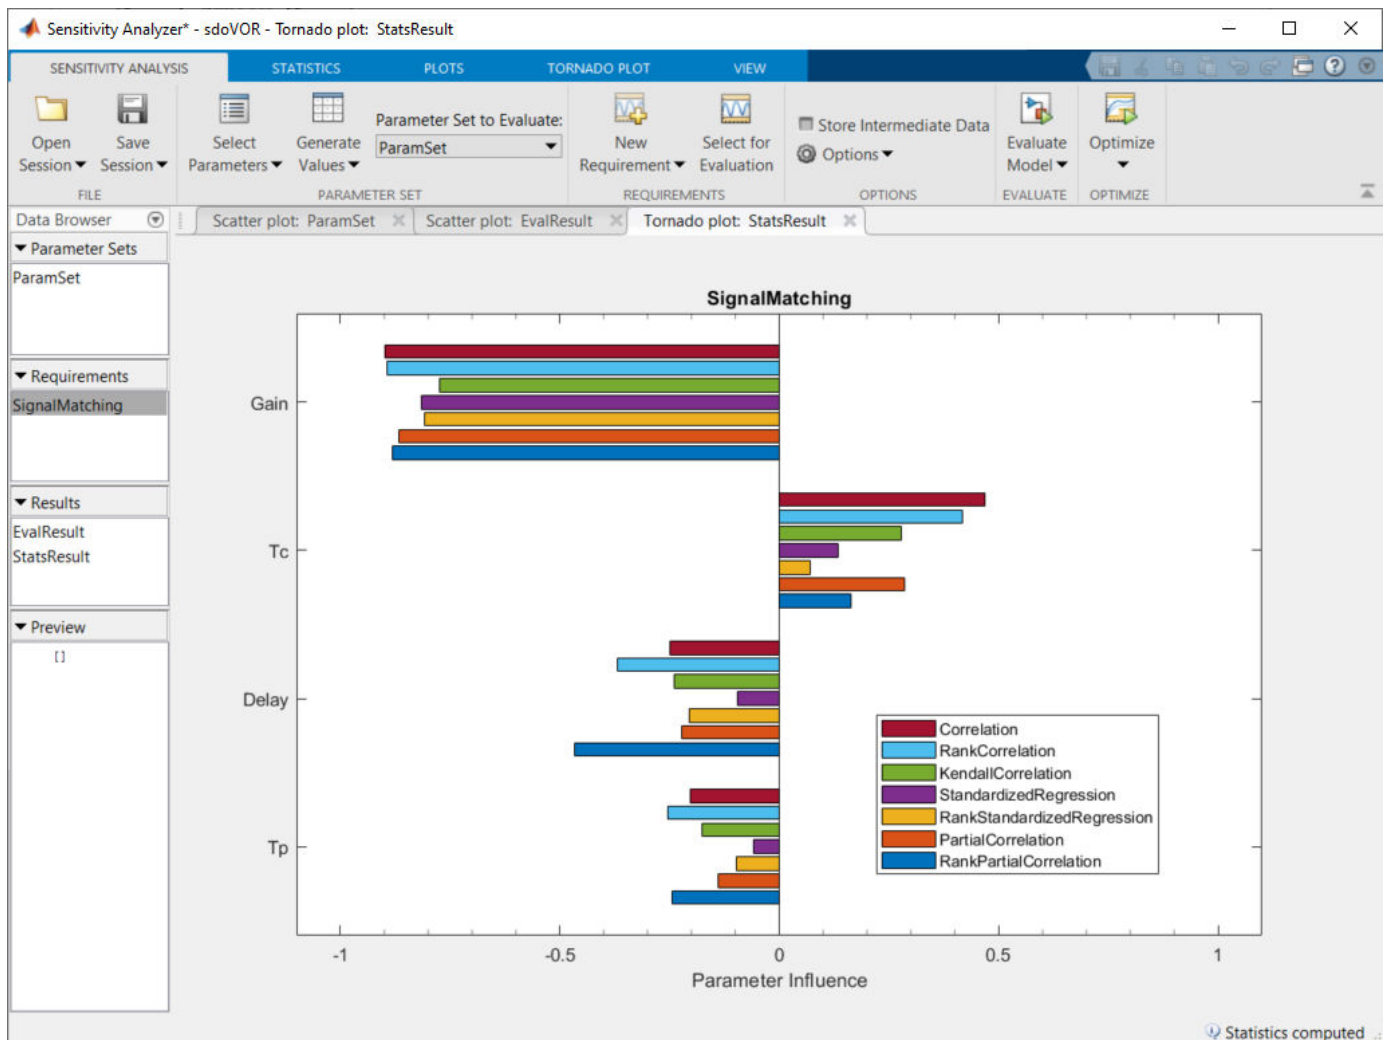 Sensitivity Analyzer* - sdoVOR - Tornado plot: StatsResult
SENSITIVITY ANALYSIS STATISTICS PLOTS TORNADO PLOT VIEW
Parameter Set to Evaluate:
ParamSet
Open Session
Save Session
Select Parameters
Generate Values
New Requirement
Select for Evaluation
Store Intermediate Data
Options
Evaluate Model
Optimize
FILE PARAMETER SET REQUIREMENTS OPTIONS EVALUATE OPTIMIZE
Data Browser
Scatter plot: ParamSet Scatter plot: EvalResult Tornado plot: StatsResult
Parameter Sets
ParamSet
Requirements
SignalMatching
Results
EvalResult
StatsResult
Preview
[]
SignalMatching
Gain
Tc
Delay
Tp
Correlation
RankCorrelation
KendallCorrelation
StandardizedRegression
RankStandardizedRegression
PartialCorrelation
RankPartialCorrelation
-1 -0.5 0 0.5 1
Parameter Influence
Statistics computed